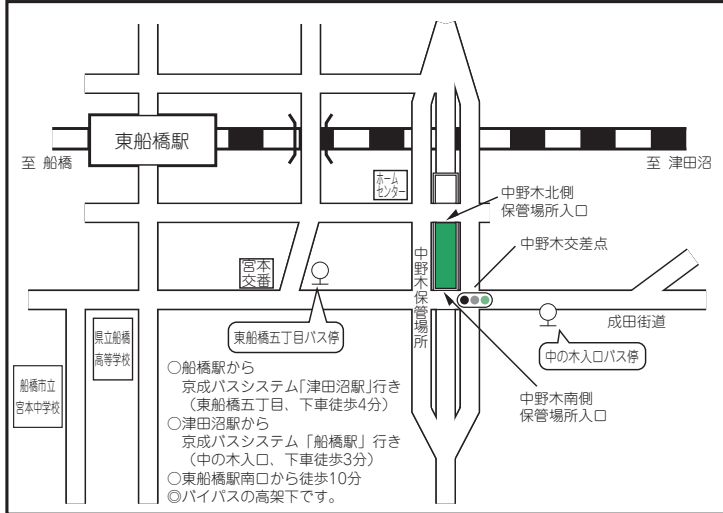 東船橋駅
至 船橋
至 津田沼
ホーム
センター
中野木北側
保管場所入口
中野木交差点
宮本
交番
中野木保管場所
東船橋五丁目バス停
成田街道
中の木入口バス停
県立船橋
高等学校
船橋市立
宮本中学校
中野木南側
保管場所入口
○船橋駅から
京成バスシステム「津田沼駅」行き
（東船橋五丁目、下車徒歩4分）
○津田沼駅から
京成バスシステム「船橋駅」行き
（中の木入口、下車徒歩3分）
○東船橋駅南口から徒歩10分
◎バイパスの高架下です。